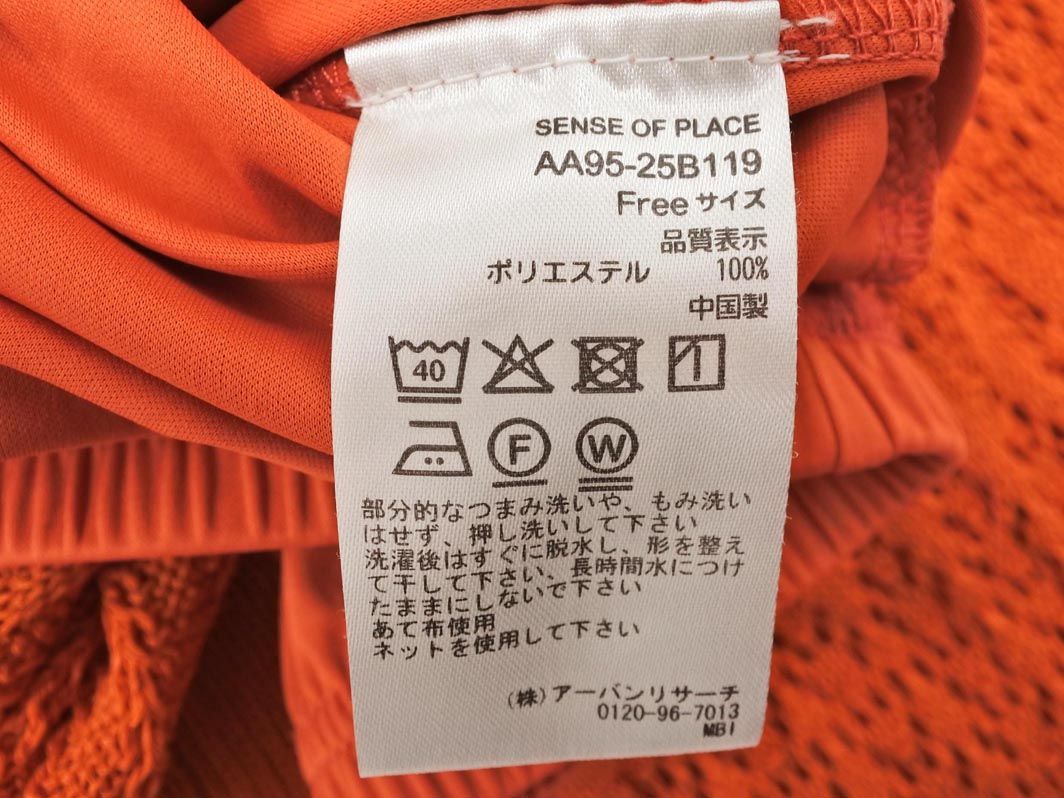 SENSE OF PLACE
AA95-25B119
Free サイズ
品質表示
ポリエステル 100%
中国製
40
F W
部分的なつまみ洗いや、もみ洗い
はせず、押し洗いして下さい
洗濯後はすぐに脱水し、形を整え
て干して下さい、長時間水につけ
たままにしないで下さい
あて布使用
ネットを使用して下さい
(株)アーバンリサーチ
0120-96-7013
MBI